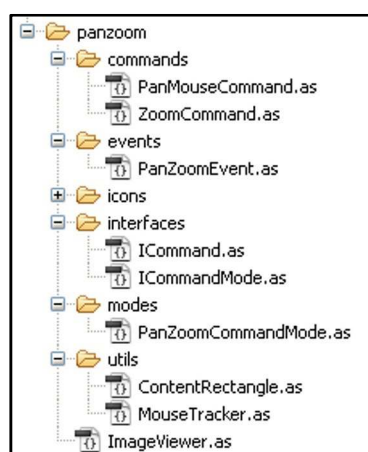 panzoom
commands
PanMouseCommand.as
ZoomCommand.as
events
PanZoomEvent.as
icons
interfaces
ICommand.as
ICommandMode.as
modes
PanZoomCommandMode.as
utils
ContentRectangle.as
MouseTracker.as
ImageViewer.as